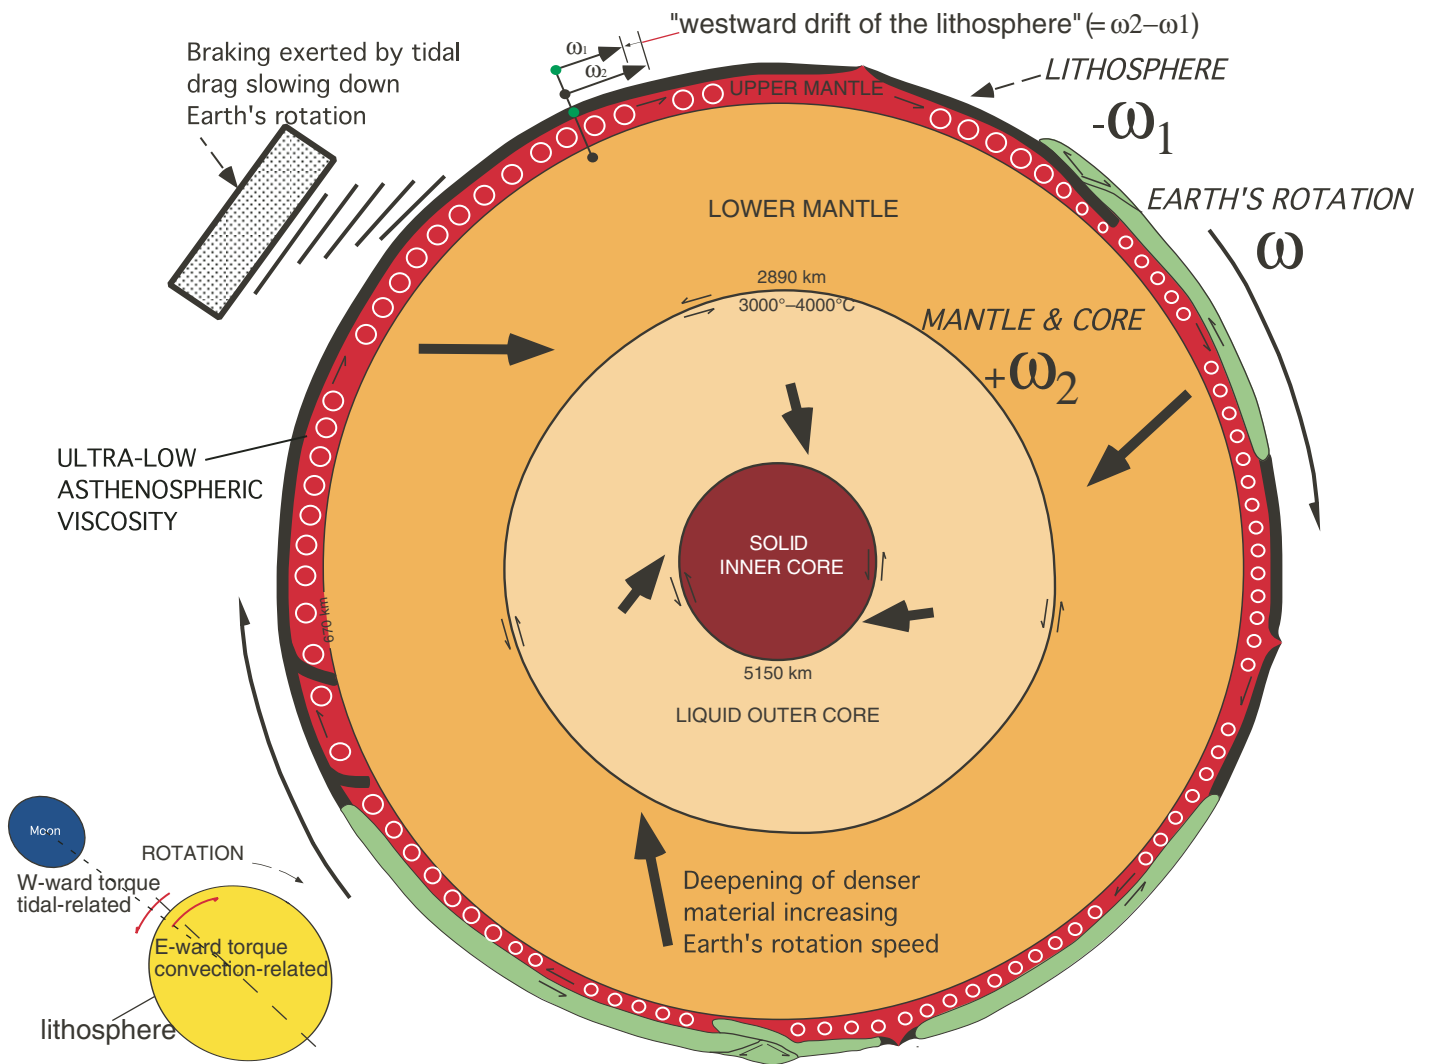 "westward drift of the lithosphere" (= ω2−ω1)
Braking exerted by tidal
drag slowing down
Earth's rotation
ω1
ω2
UPPER MANTLE
LITHOSPHERE
-ω1
EARTH'S ROTATION
ω
LOWER MANTLE
2890 km
3000°–4000°C
MANTLE & CORE
+ω2
ULTRA-LOW
ASTHENOSPHERIC
VISCOSITY
SOLID
INNER CORE
670 km
5150 km
LIQUID OUTER CORE
Moon
ROTATION
W-ward torque
tidal-related
E-ward torque
convection-related
lithosphere
Deepening of denser
material increasing
Earth's rotation speed